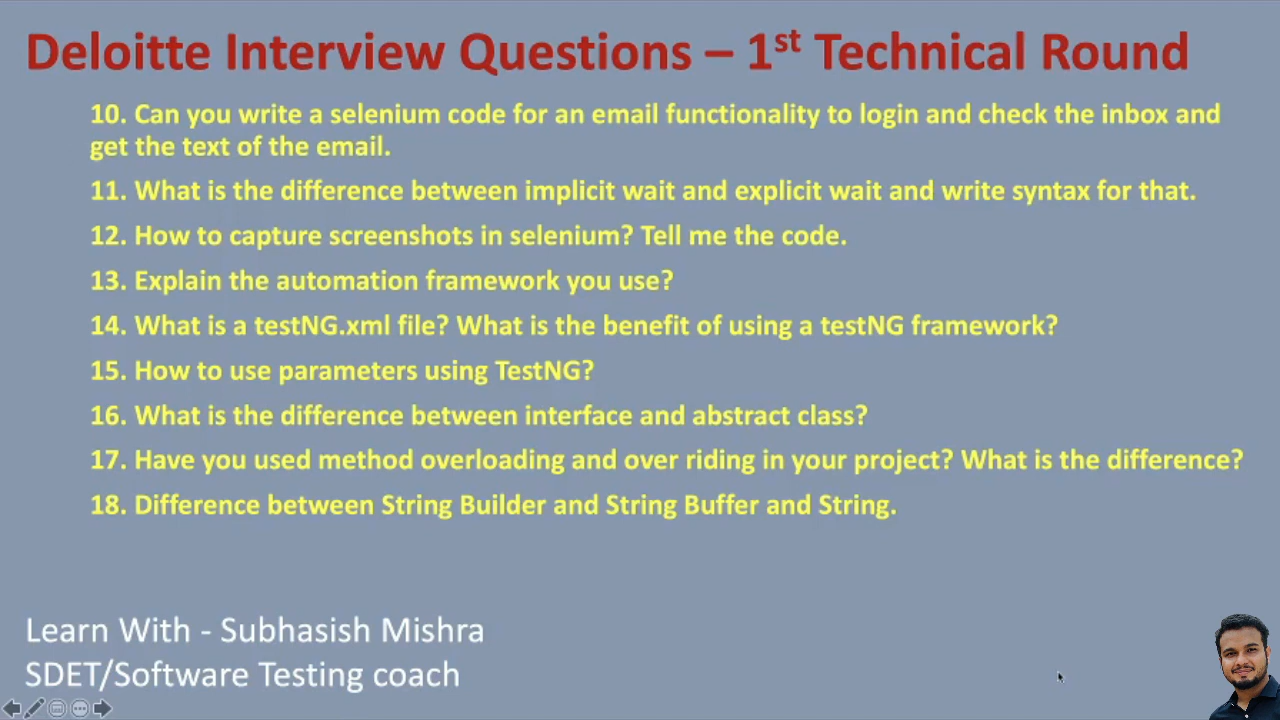 Deloitte Interview Questions – 1st Technical Round
10. Can you write a selenium code for an email functionality to login and check the inbox and
get the text of the email.
11. What is the difference between implicit wait and explicit wait and write syntax for that.
12. How to capture screenshots in selenium? Tell me the code.
13. Explain the automation framework you use?
14. What is a testNG.xml file? What is the benefit of using a testNG framework?
15. How to use parameters using TestNG?
16. What is the difference between interface and abstract class?
17. Have you used method overloading and over riding in your project? What is the difference?
18. Difference between String Builder and String Buffer and String.
Learn With - Subhasish Mishra
SDET/Software Testing coach